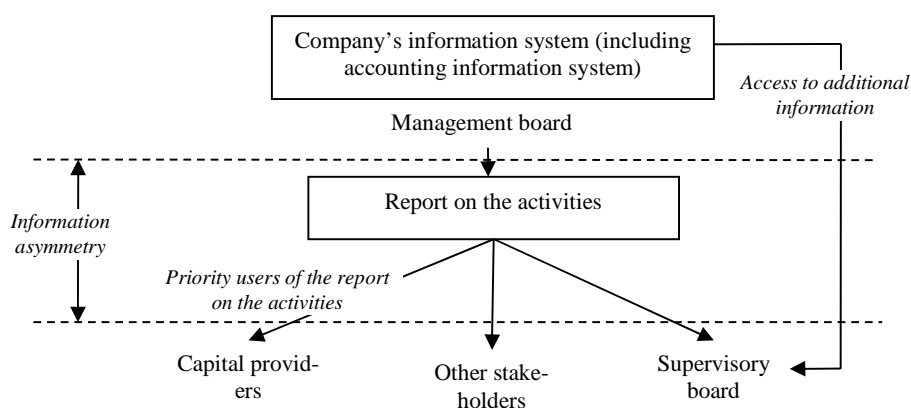 Company's information system (including
accounting information system)
Access to additional
information
Management board
Report on the activities
Information
asymmetry
Priority users of the report
on the activities
Capital provid-
ers
Other stake-
holders
Supervisory
board